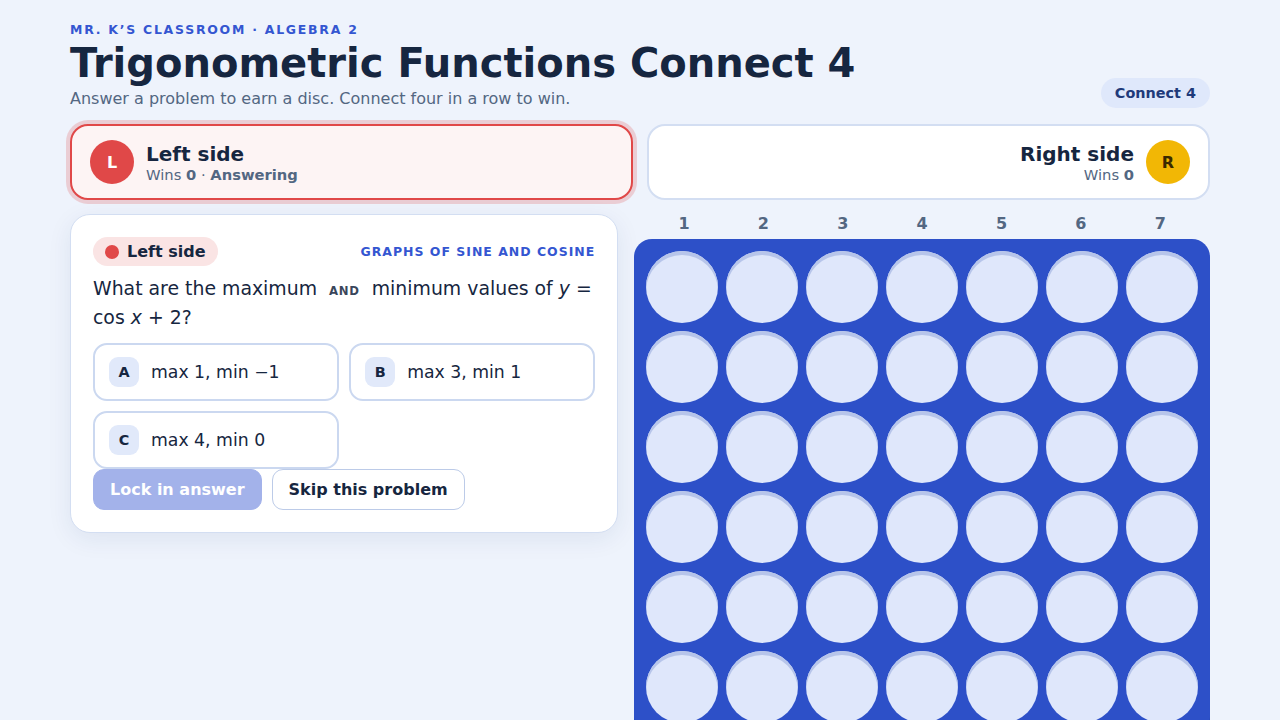 MR. K’S CLASSROOM · ALGEBRA 2
Trigonometric Functions Connect 4
Answer a problem to earn a disc. Connect four in a row to win.
Connect 4
L
Left side
Wins 0 · Answering
Right side
Wins 0
R
Left side
GRAPHS OF SINE AND COSINE
What are the maximum AND minimum values of y =
cos x + 2?
A max 1, min −1
B max 3, min 1
C max 4, min 0
Lock in answer
Skip this problem
1 2 3 4 5 6 7